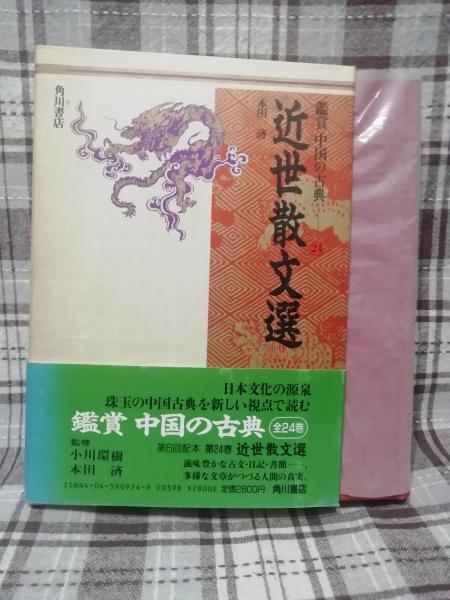 鑑賞 中国の古典
24
近世散文選
本田 済
角川書店
日本文化の源泉
珠玉の中国古典を新しい視点で読む
鑑賞 中国の古典 全24巻
監修
小川環樹
本田 済
第6回配本 第24巻 近世散文選
滋味豊かな古文・日記・書簡……、
多様な文章がつづる人間の真実。
ISBN4-04-590924-9 C0398 ¥2800E 定価2800円 角川書店